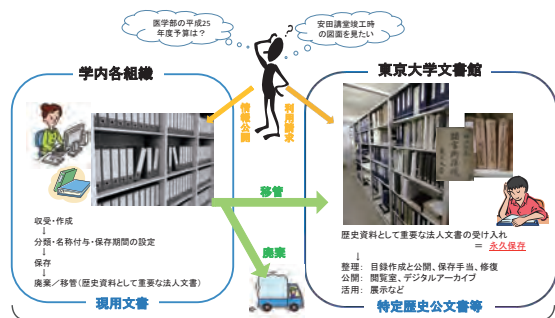 医学部の平成25
年度予算は？
安田講堂竣工時
の図面を見たい
学内各組織
東京大学文書館
情報公開
利用請求
移管
廃棄
収受・作成
↓
分類・名称付与・保存期間の設定
↓
保存
↓
廃棄／移管(歴史資料として重要な法人文書)
現用文書
歴史資料として重要な法人文書の受け入れ
↓ ＝ 永久保存
整理： 目録作成と公開、保存手当、修復
公開： 閲覧室、デジタルアーカイブ
活用： 展示など
特定歴史公文書等